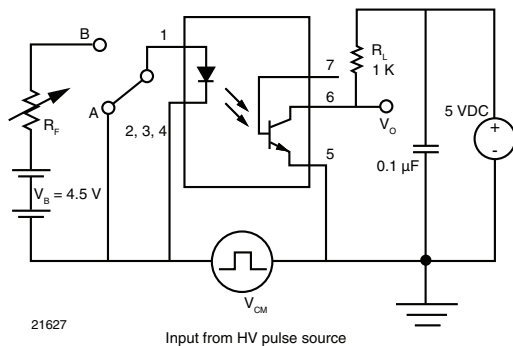 B
1
7
R_L
1 K
A
R_F
6
V_O
5 VDC
+
-
2, 3, 4
5
0.1 µF
V_B = 4.5 V
V_CM
21627
Input from HV pulse source